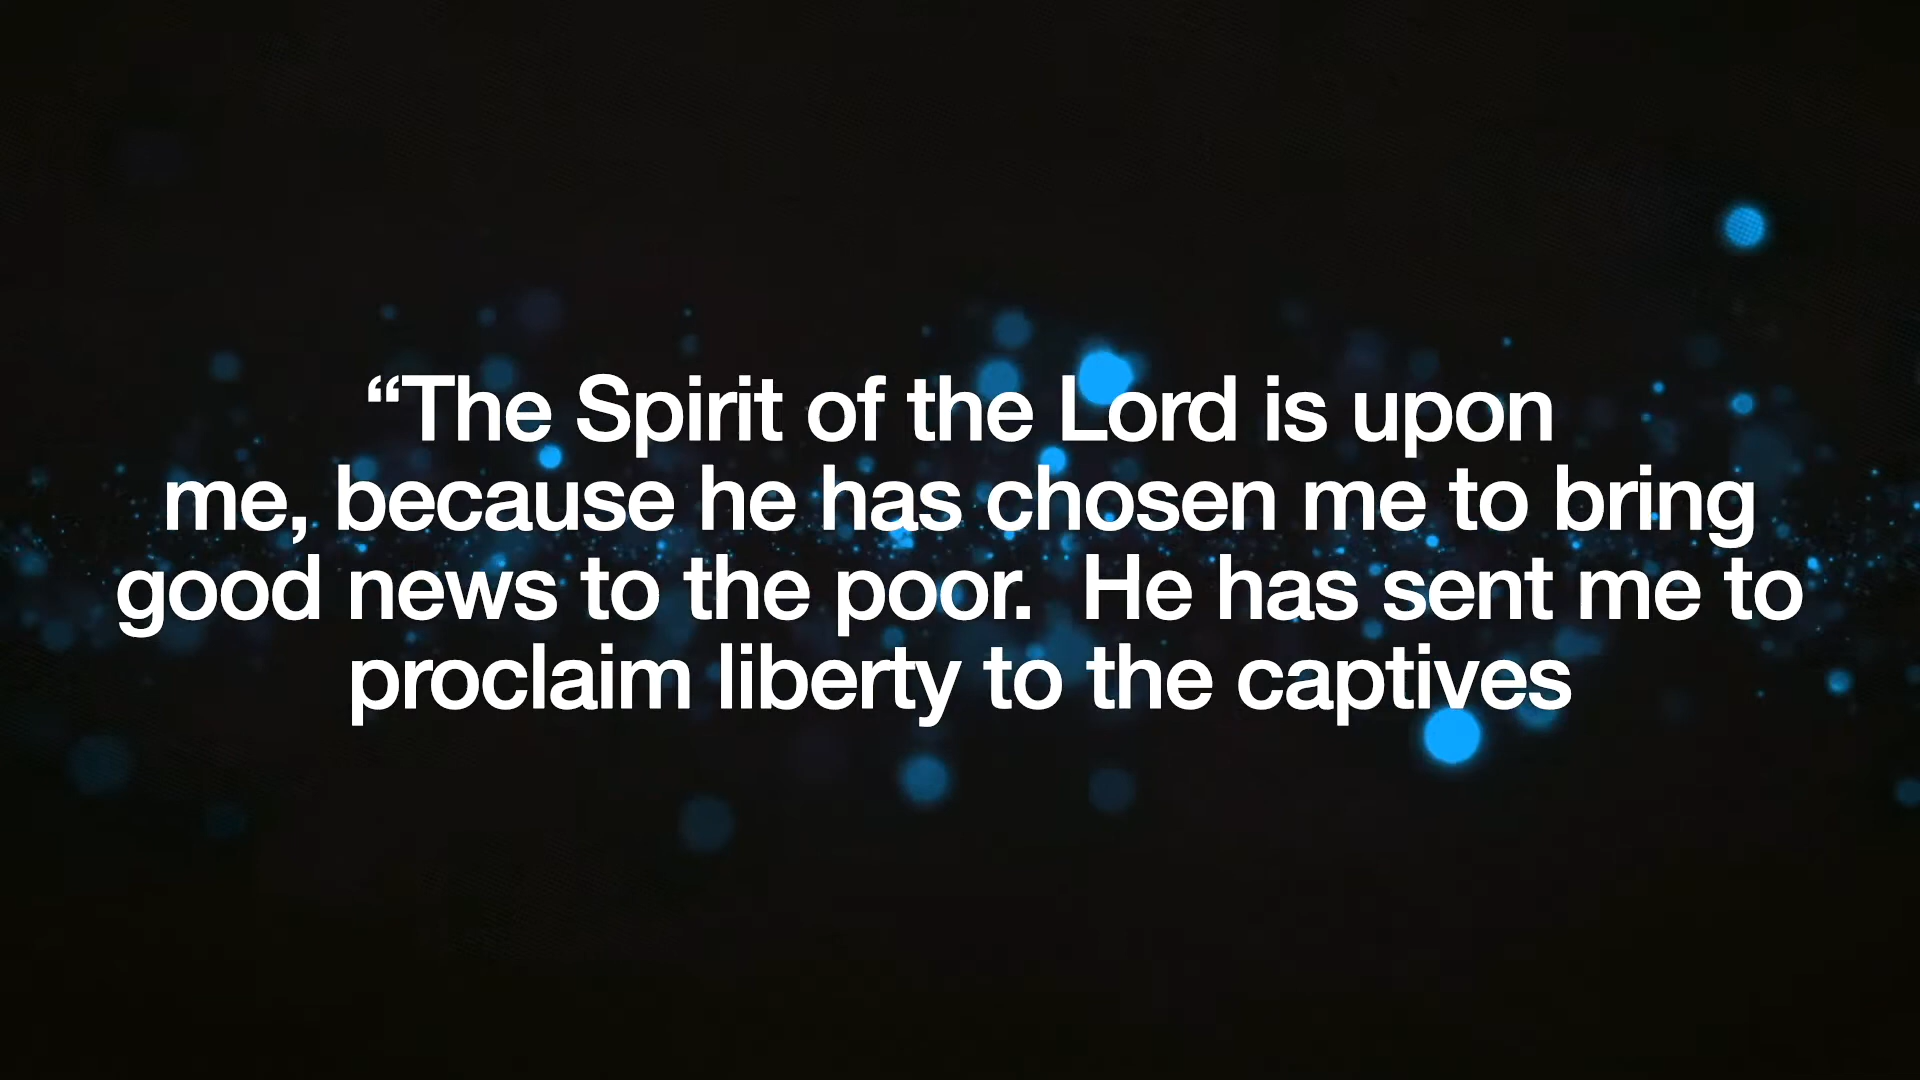 “The Spirit of the Lord is upon
me, because he has chosen me to bring
good news to the poor.  He has sent me to
proclaim liberty to the captives